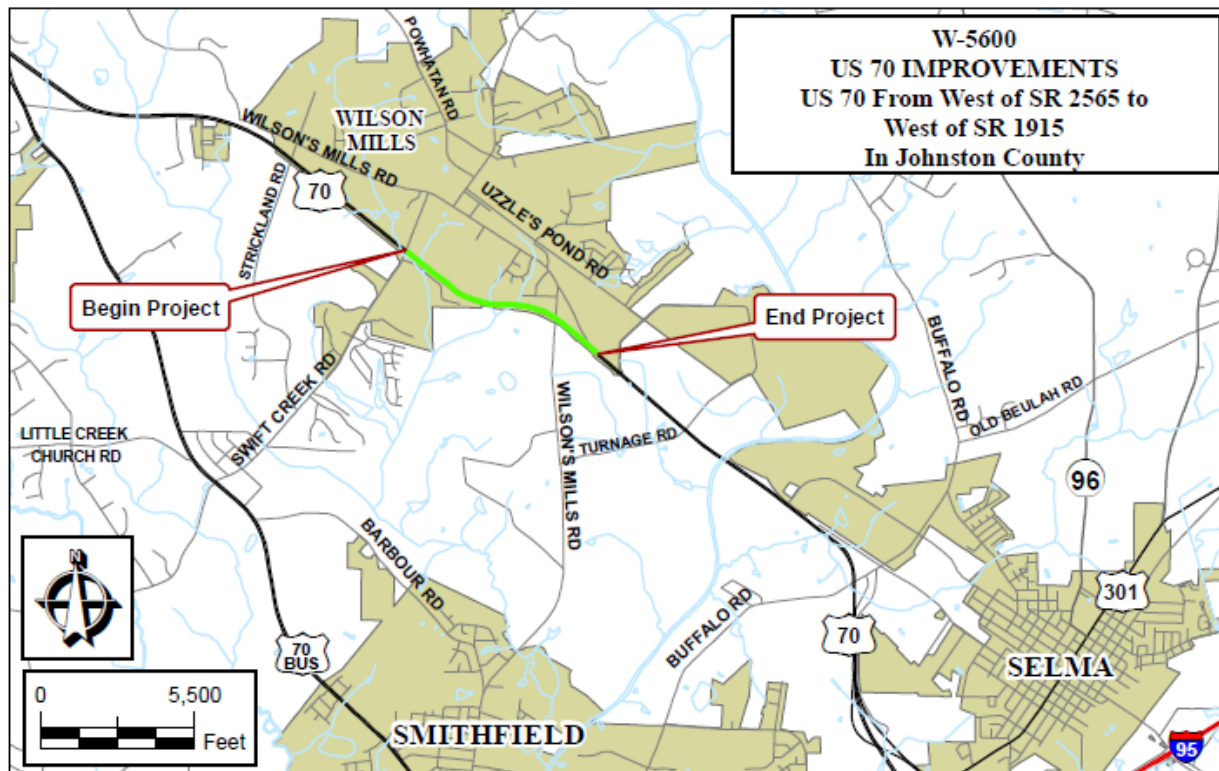 W-5600
US 70 IMPROVEMENTS
US 70 From West of SR 2565 to
West of SR 1915
In Johnston County
POWHATAN RD
WILSON
MILLS
WILSON'S MILLS RD
70
STRICKLAND RD
UZZLE'S POND RD
Begin Project
End Project
SWIFT CREEK RD
LITTLE CREEK
CHURCH RD
WILSON'S MILLS RD
TURNAGE RD
BUFFALO RD
OLD BEULAH RD
96
BARBOUR RD
N
BUFFALO RD
301
70
70
BUS
SELMA
0 5,500
Feet
SMITHFIELD
95